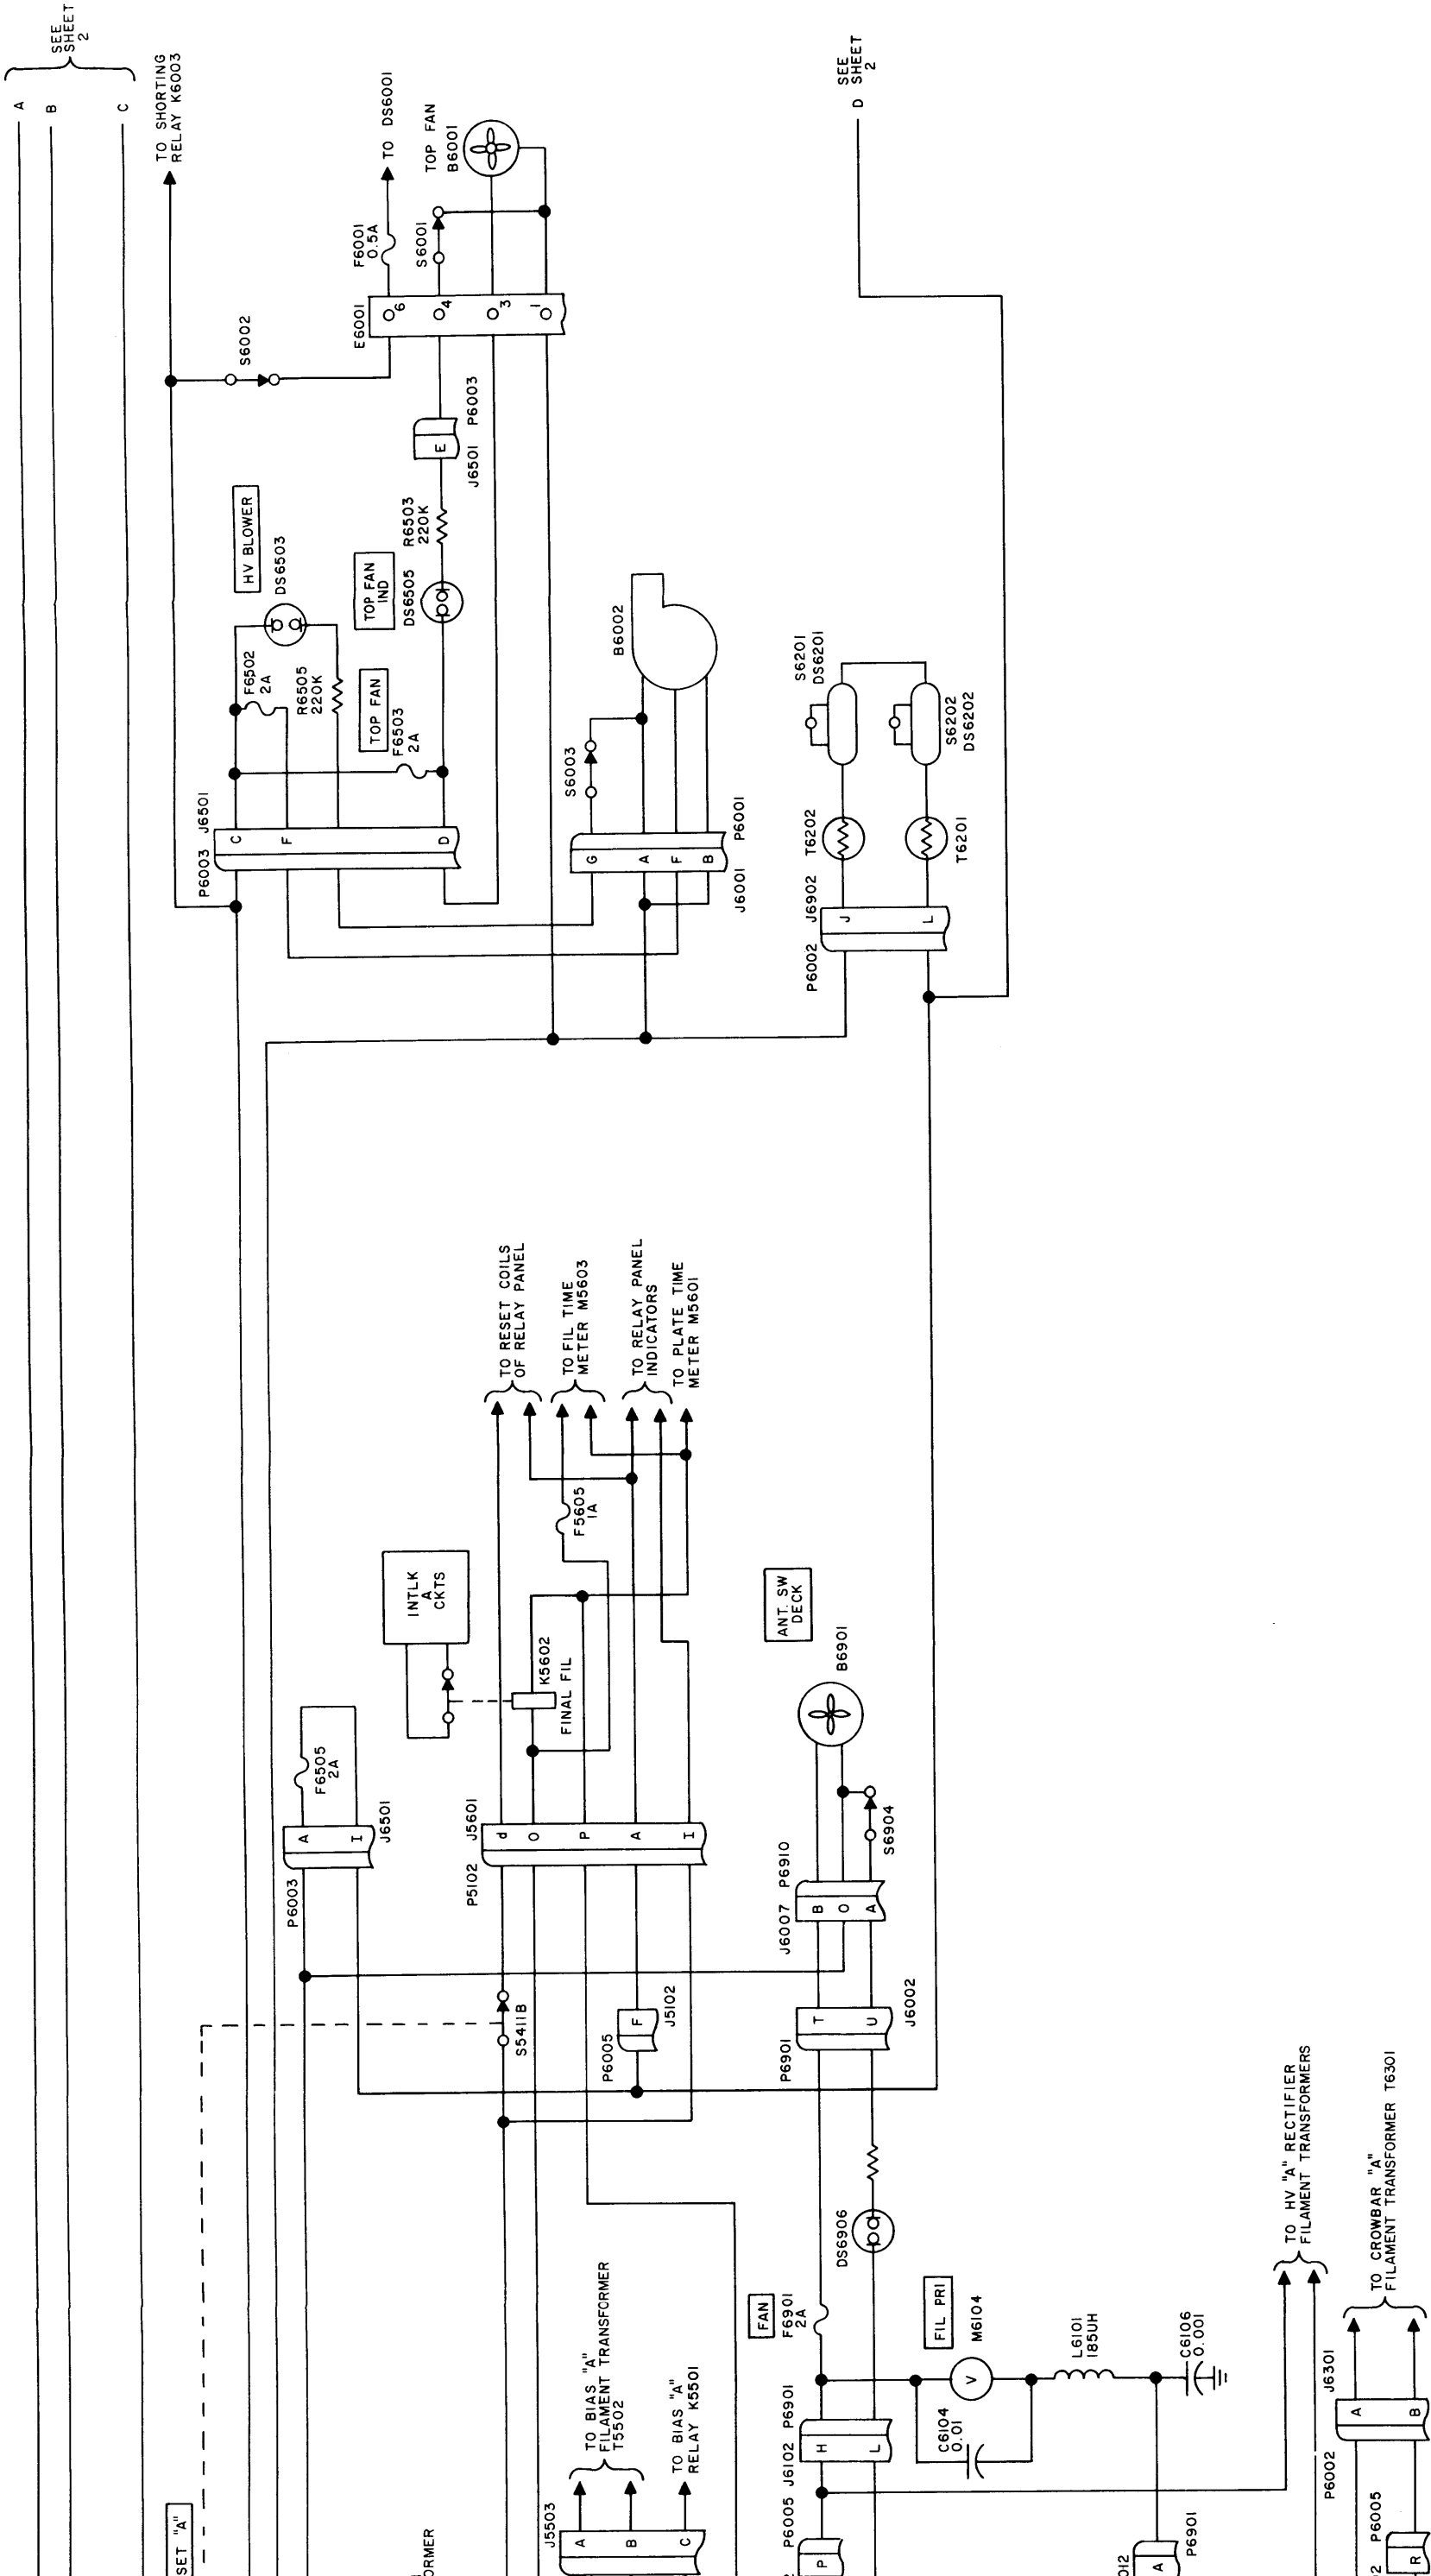 A
B
C
SEE
SHEET
2
TO SHORTING
RELAY K6003
S6002
F6001
0.5A
TO DS6001
E6001
6
4
3
1
S6001
TOP FAN
B6001
D SEE
SHEET
2
HV BLOWER
DS6503
F6502
2A
R6505
220K
TOP FAN
IND
DS6505
R6503
220K
E
J6501
P6003
TOP FAN
F6503
2A
P6003
J6501
C
F
D
B6002
S6003
G
A
F
B
J6001
P6001
S6201
DS6201
S6202
DS6202
T6202
T6201
P6002
J6902
J
L
TO RESET COILS
OF RELAY PANEL
TO FIL TIME
METER M5603
TO RELAY PANEL
INDICATORS
TO PLATE TIME
METER M5601
F5605
1A
INTLK
A
CKTS
K5602
FINAL FIL
F6505
2A
P6003
A
I
J6501
P5102
J5601
d
O
P
A
I
S5411B
P6005
F
J5102
ANT. SW
DECK
B6901
S6904
J6007
P6910
B
O
A
P6901
T
U
J6002
DS6906
FAN
F6901
2A
FIL PRI
M6104
V
C6104
0.01
L6101
185UH
C6106
0.001
TO HV "A" RECTIFIER
FILAMENT TRANSFORMERS
TO CROWBAR "A"
FILAMENT TRANSFORMER T6301
J6301
A
B
P6002
P6005
2
R
TO BIAS "A"
FILAMENT TRANSFORMER
T5502
TO BIAS "A"
RELAY K5501
J5503
A
B
C
P6005
J6102
P6901
H
L
P
2
012
A
P6901
SET "A"
ORMER